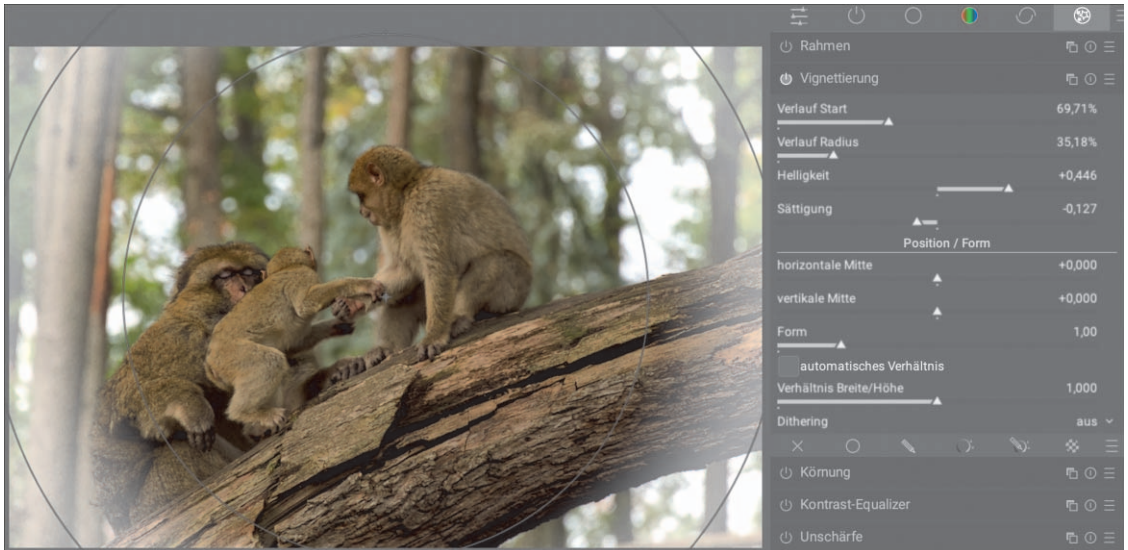 Rahmen
Vignettierung
Verlauf Start 69,71%
Verlauf Radius 35,18%
Helligkeit +0,446
Sättigung -0,127
Position / Form
horizontale Mitte +0,000
vertikale Mitte +0,000
Form 1,00
automatisches Verhältnis
Verhältnis Breite/Höhe 1,000
Dithering aus
Körnung
Kontrast-Equalizer
Unschärfe